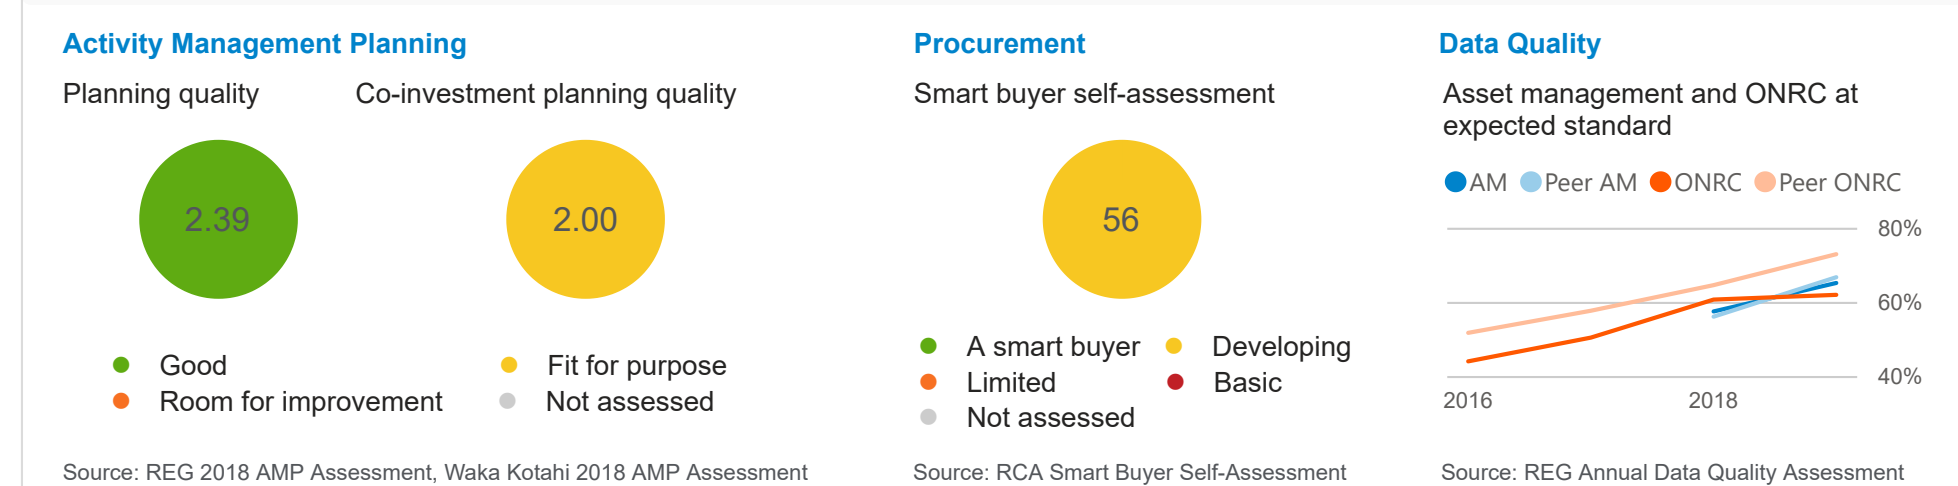 Activity Management Planning
Planning quality
Co-investment planning quality
2.39
2.00
Good
Fit for purpose
Room for improvement
Not assessed
Source: REG 2018 AMP Assessment, Waka Kotahi 2018 AMP Assessment
Procurement
Smart buyer self-assessment
56
A smart buyer
Developing
Limited
Basic
Not assessed
Source: RCA Smart Buyer Self-Assessment
Data Quality
Asset management and ONRC at
expected standard
AM Peer AM ONRC Peer ONRC
80%
60%
40%
2016
2018
Source: REG Annual Data Quality Assessment